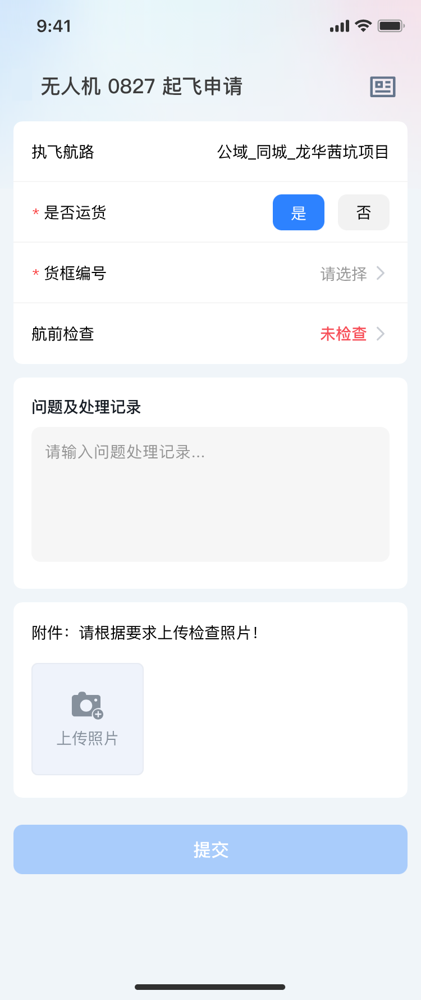 9:41
无人机 0827 起飞申请
执飞航路 公域_同城_龙华茜坑项目
* 是否运货 是 否
* 货框编号 请选择
航前检查 未检查
问题及处理记录
请输入问题处理记录...
附件：请根据要求上传检查照片！
上传照片
提交